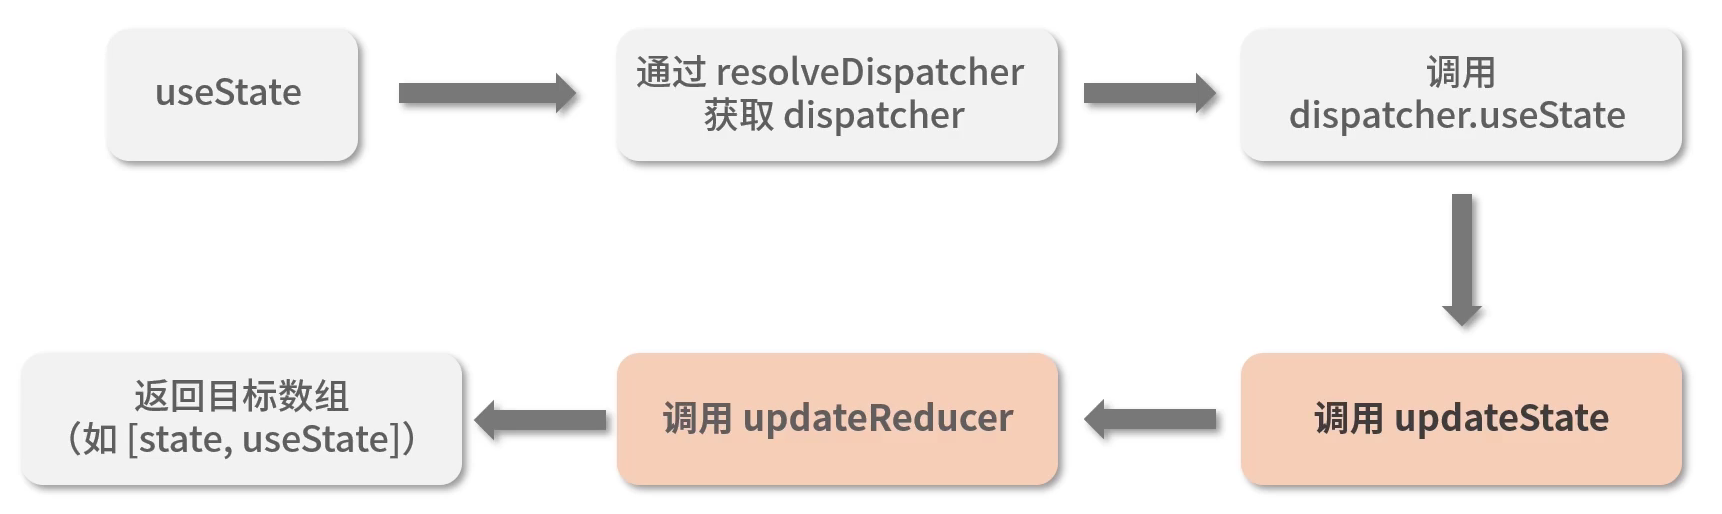 useState
通过 resolveDispatcher
获取 dispatcher
调用
dispatcher.useState
调用 updateState
调用 updateReducer
返回目标数组
（如 [state, useState]）